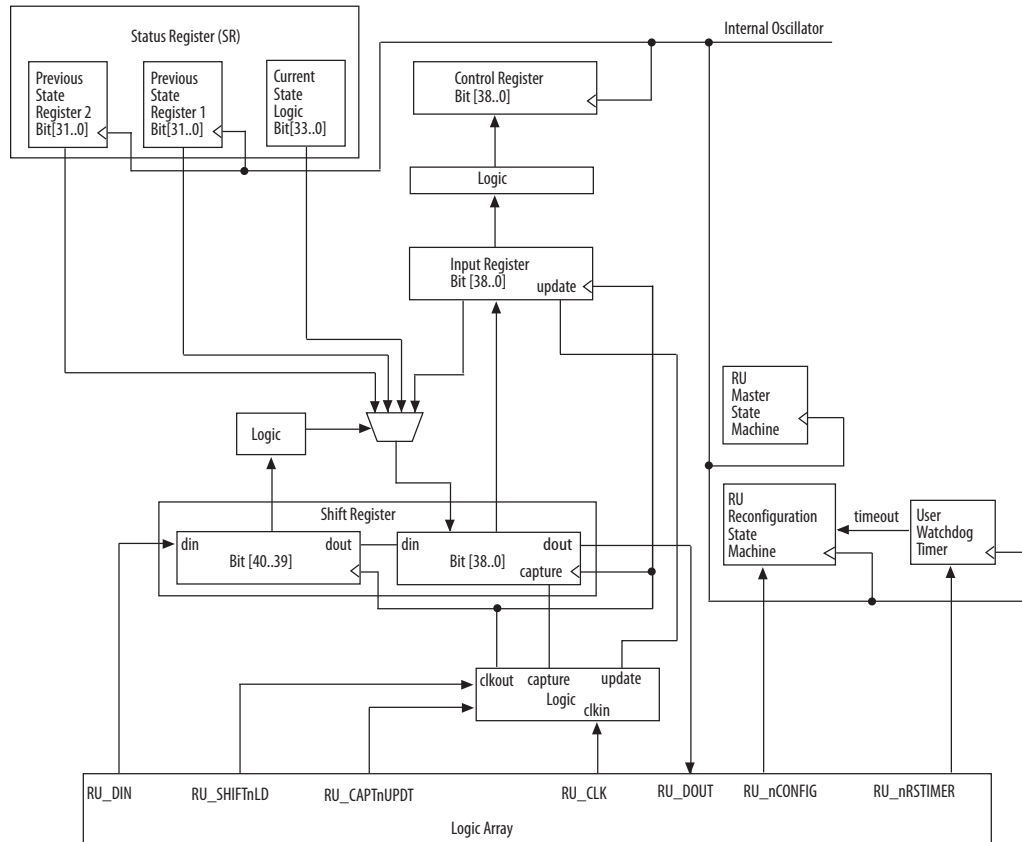 Status Register (SR)
Internal Oscillator
Previous
State
Register 2
Bit[31..0]
Previous
State
Register 1
Bit[31..0]
Current
State
Logic
Bit[33..0]
Control Register
Bit [38..0]
Logic
Input Register
Bit [38..0]
update
RU
Master
State
Machine
Logic
Shift Register
din
dout
Bit [40..39]
din
dout
Bit [38..0]
capture
RU
Reconfiguration
State
Machine
timeout
User
Watchdog
Timer
clkout
capture
update
Logic
clkin
RU_DIN
RU_SHIFTnLD
RU_CAPTnUPDT
RU_CLK
RU_DOUT
RU_nCONFIG
RU_nRSTIMER
Logic Array